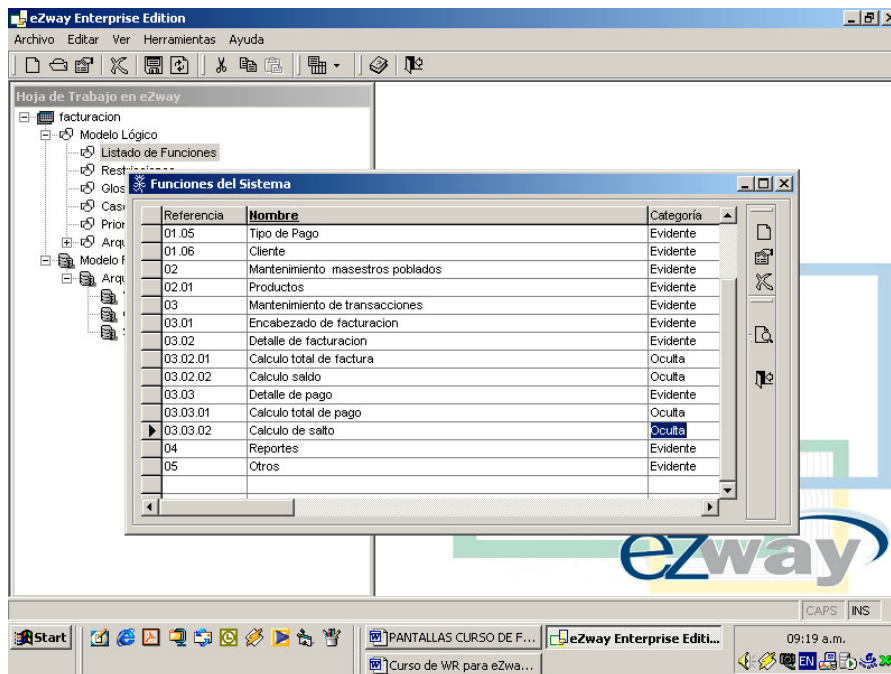 eZway Enterprise Edition
Archivo Editar Ver Herramientas Ayuda
Hoja de Trabajo en eZway
facturacion
Modelo Lógico
Listado de Funciones
Funciones del Sistema
Referencia Nombre Categoría
01.05 Tipo de Pago Evidente
01.06 Cliente Evidente
02 Mantenimiento masestros poblados Evidente
02.01 Productos Evidente
03 Mantenimiento de transacciones Evidente
03.01 Encabezado de facturacion Evidente
03.02 Detalle de facturacion Evidente
03.02.01 Calculo total de factura Oculta
03.02.02 Calculo saldo Oculta
03.03 Detalle de pago Evidente
03.03.01 Calculo total de pago Oculta
03.03.02 Calculo de salto Oculta
04 Reportes Evidente
05 Otros Evidente
ezway
CAPS INS
Start PANTALLAS CURSO DE F... eZway Enterprise Editi... 09:19 a.m.
Curso de WR para eZwa... EN